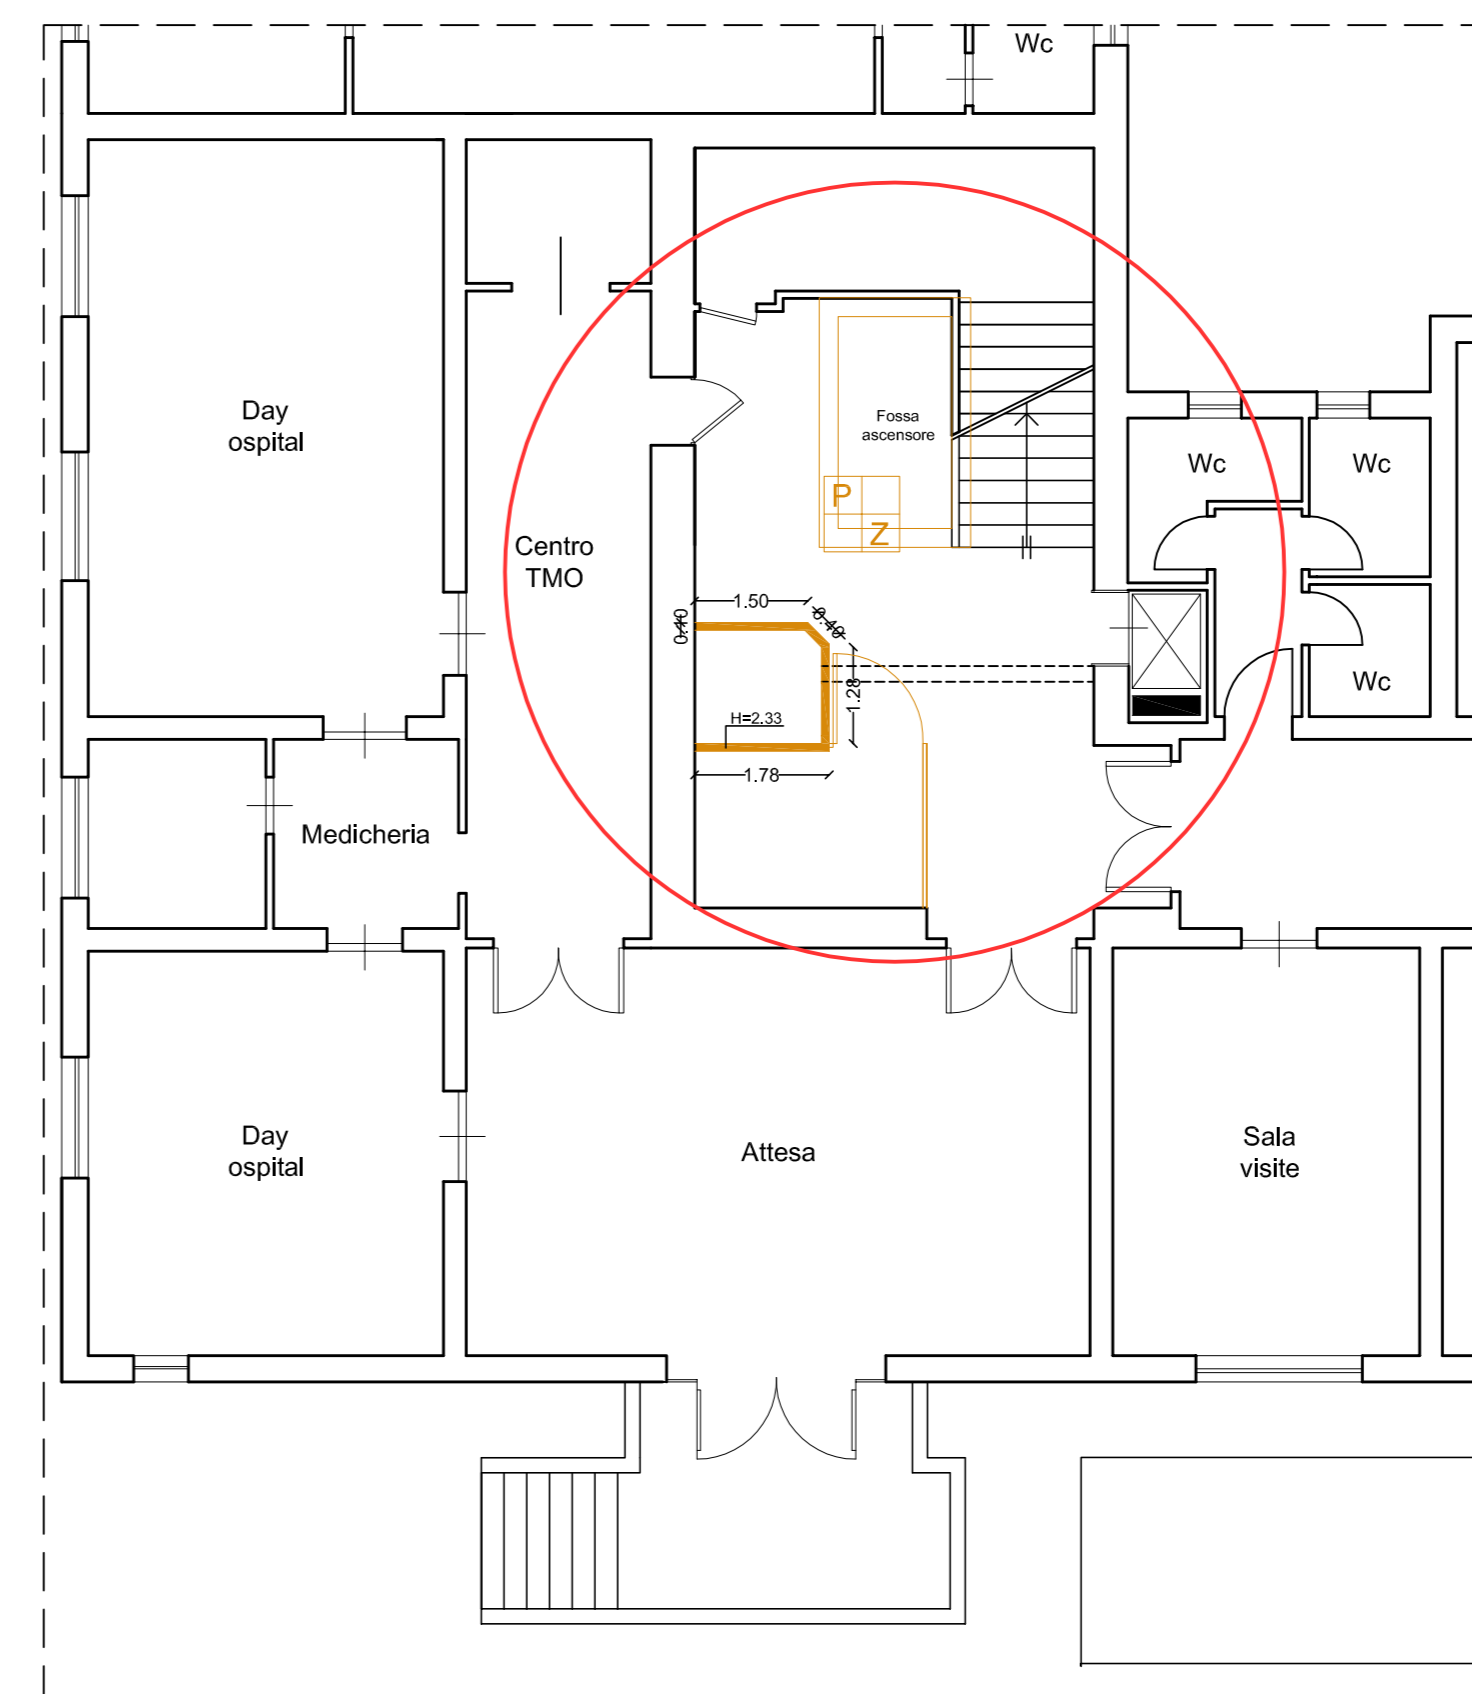 Wc
Day
ospital
Fossa
ascensore
Wc
Wc
P
Z
Centro
TMO
1.50
0.40
0.10
1.28
Wc
H=2.33
1.78
Medicheria
Day
ospital
Attesa
Sala
visite